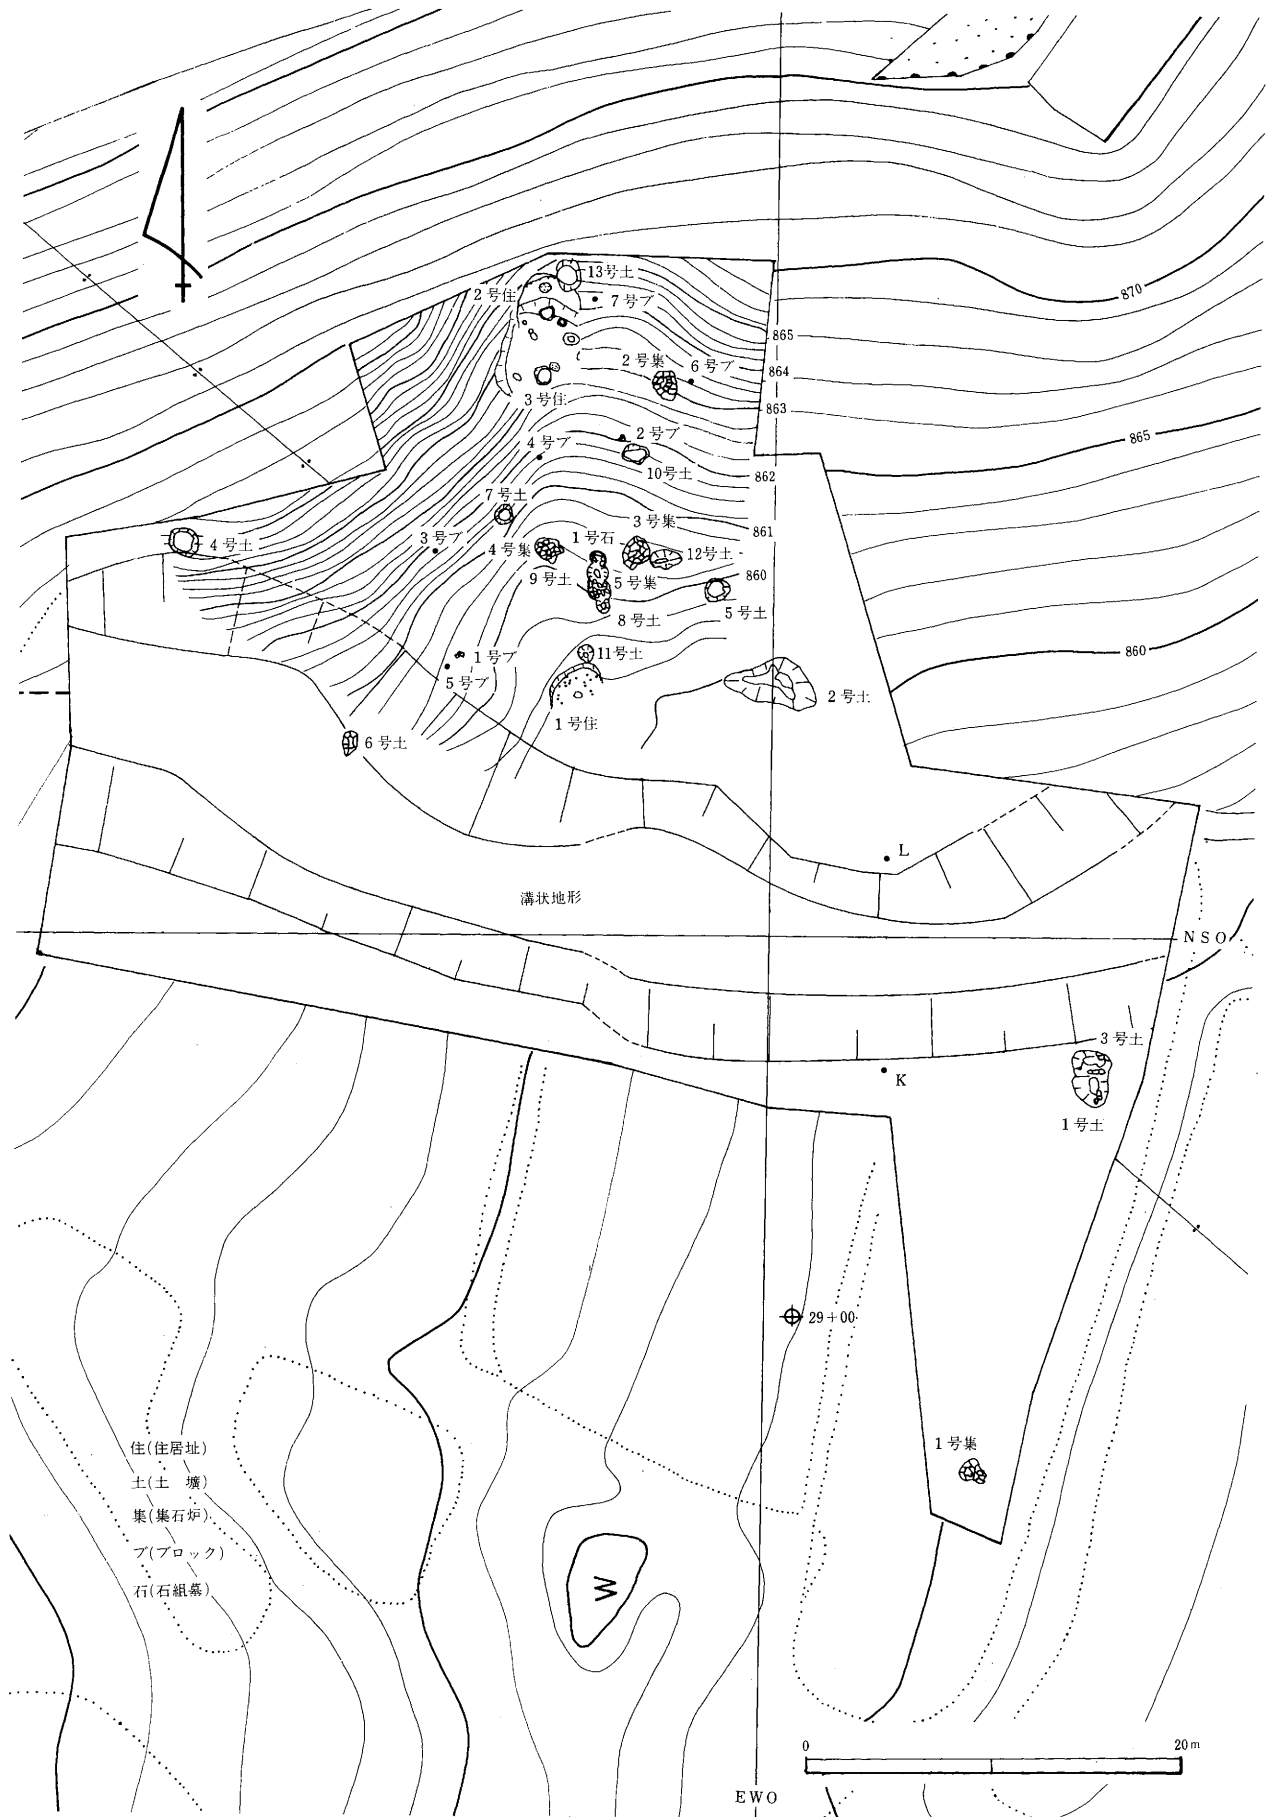 13号土
2号住
7号ブ
870
865
864
2号集
6号ブ
863
3号住
865
4号ブ
2号ブ
10号土
862
7号土
861
3号集
1号石
3号ブ
4号集
12号土
4号土
9号土
5号集
860
5号土
8号土
860
11号土
1号ブ
5号ブ
2号土
1号住
6号土
L
溝状地形
NSO
3号土
K
1号土
29+00
1号集
住(住居址)
土(土 壙)
集(集石炉)
ブ(ブロック)
石(石組墓)
W
0 20m
EWO